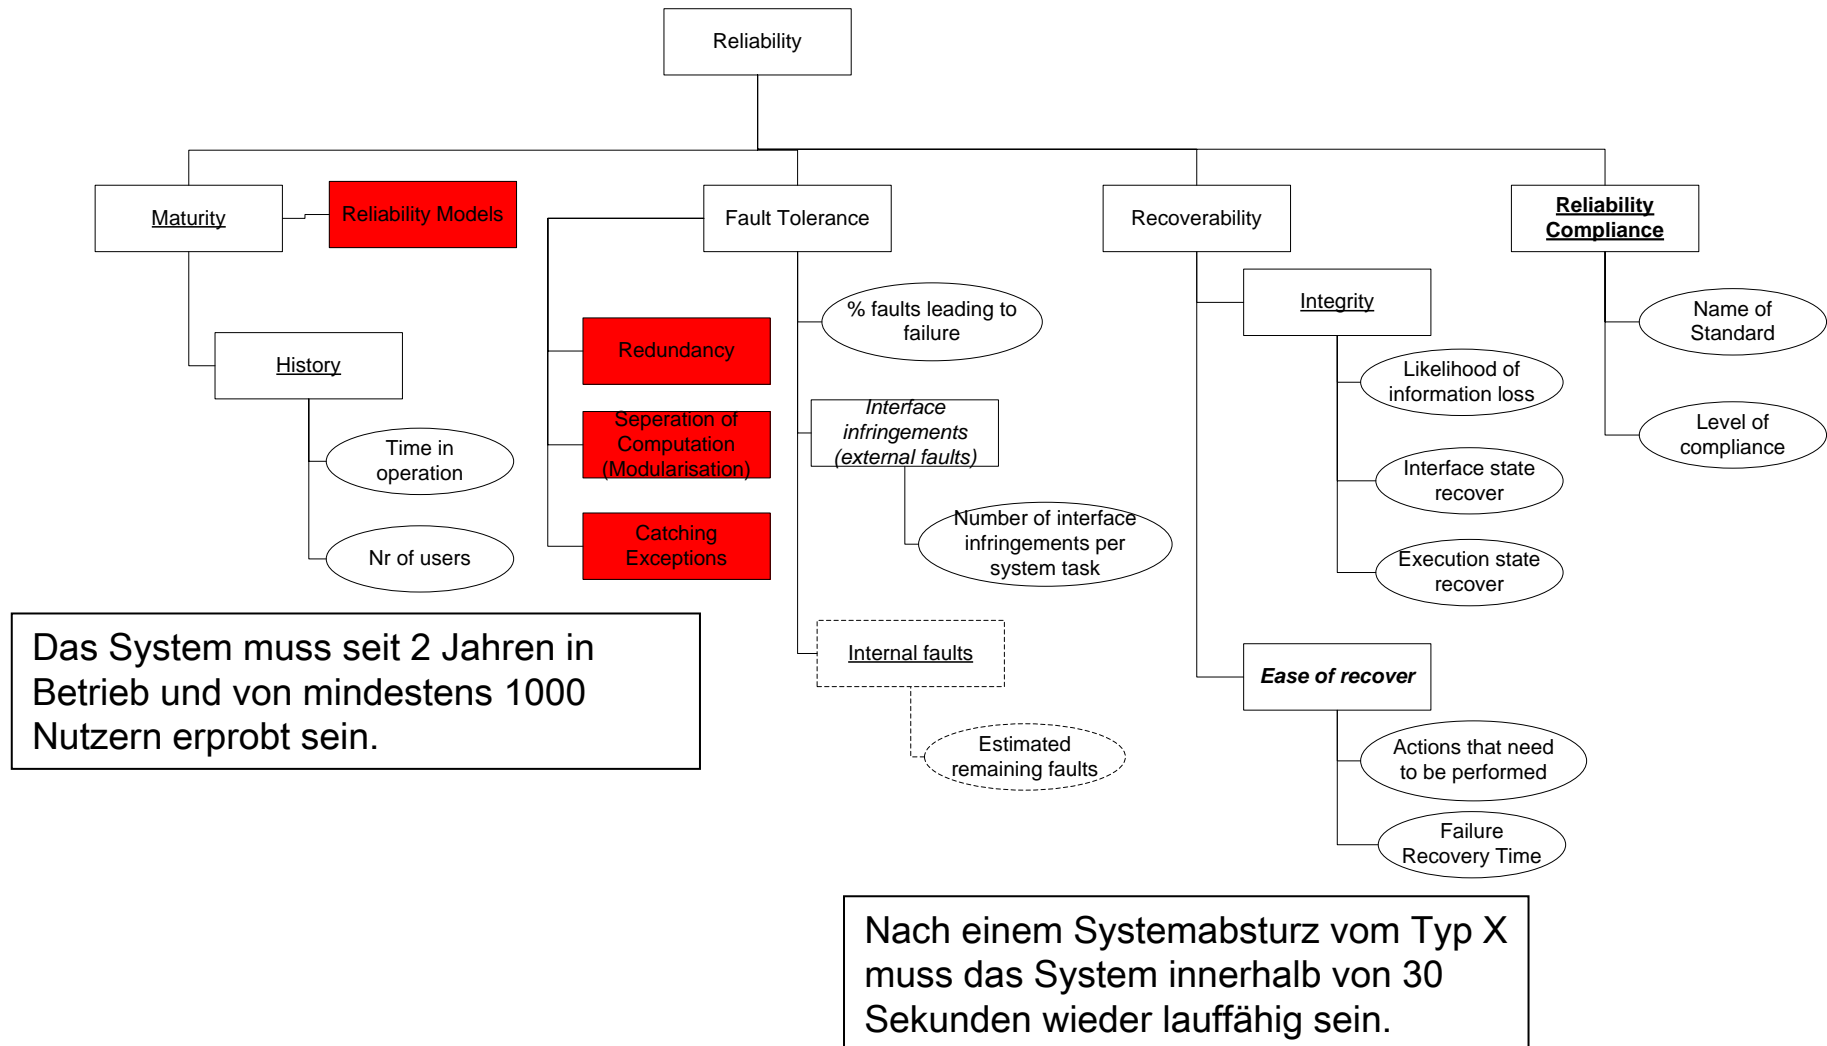 Reliability
Maturity
Reliability Models
Fault Tolerance
Recoverability
Reliability
Compliance
History
Time in
operation
Nr of users
Redundancy
Seperation of
Computation
(Modularisation)
Catching
Exceptions
% faults leading to
failure
Interface
infringements
(external faults)
Number of interface
infringements per
system task
Internal faults
Estimated
remaining faults
Integrity
Likelihood of
information loss
Interface state
recover
Execution state
recover
Ease of recover
Actions that need
to be performed
Failure
Recovery Time
Name of
Standard
Level of
compliance
Das System muss seit 2 Jahren in
Betrieb und von mindestens 1000
Nutzern erprobt sein.
Nach einem Systemabsturz vom Typ X
muss das System innerhalb von 30
Sekunden wieder lauffähig sein.